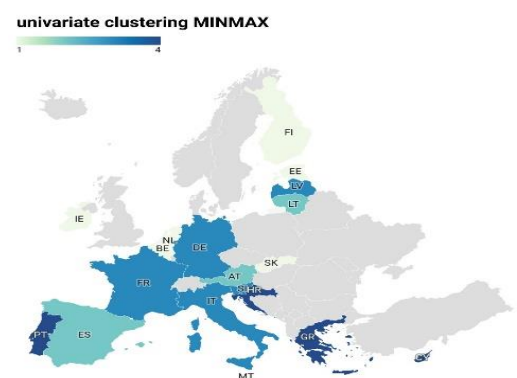 univariate clustering MINMAX
1 4
FI
EE
LV
LT
IE
NL
BE
DE
SK
FR
AT
SI
HR
IT
PT
ES
GR
CY
MT